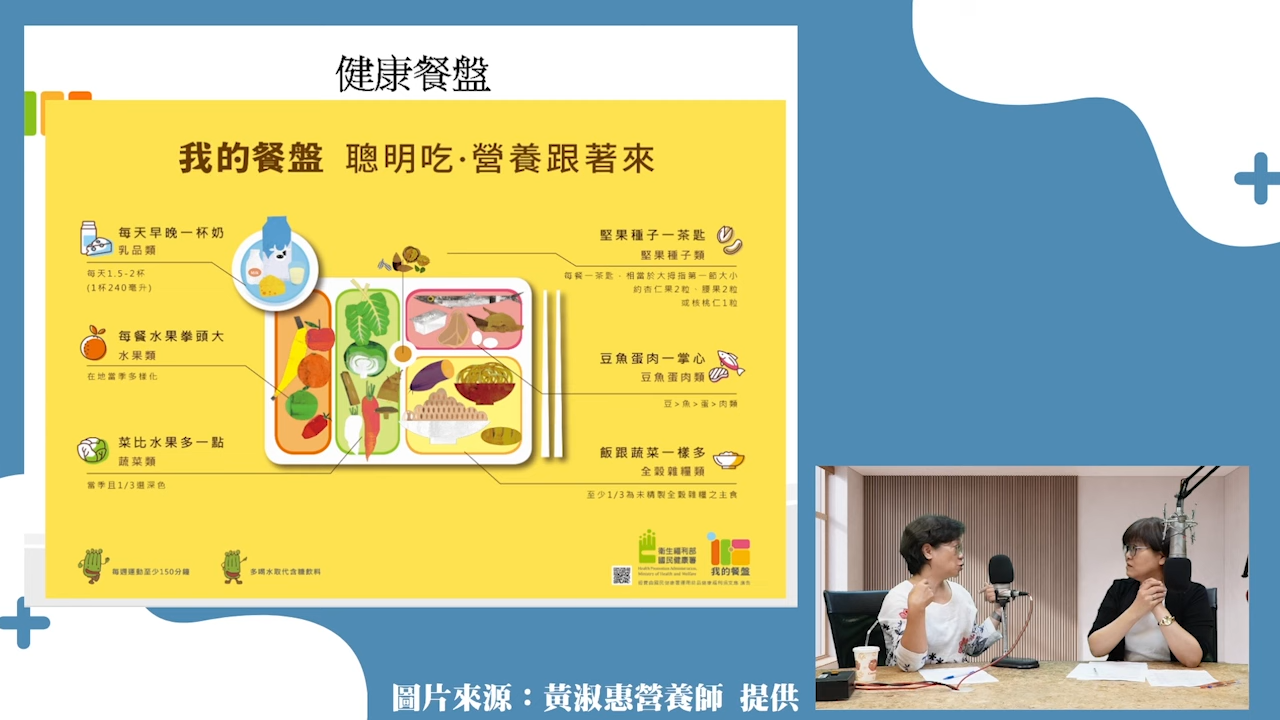 健康餐盤
我的餐盤 聰明吃·營養跟著來
每天早晚一杯奶
乳品類
每天1.5-2杯
(1杯240毫升)
每餐水果拳頭大
水果類
在地當季多樣化
菜比水果多一點
蔬菜類
當季且1/3選深色
堅果種子一茶匙
堅果種子類
每餐一茶匙，相當於大拇指第一節大小
約杏仁果2粒、腰果2粒
或核桃仁1粒
豆魚蛋肉一掌心
豆魚蛋肉類
豆>魚>蛋>肉類
飯跟蔬菜一樣多
全穀雜糧類
至少1/3為未精製全穀雜糧之主食
每週運動至少150分鐘
多喝水取代含糖飲料
衛生福利部
國民健康署
Health Promotion Administration,
Ministry of Health and Welfare
我的餐盤
圖片來源：黃淑惠營養師 提供